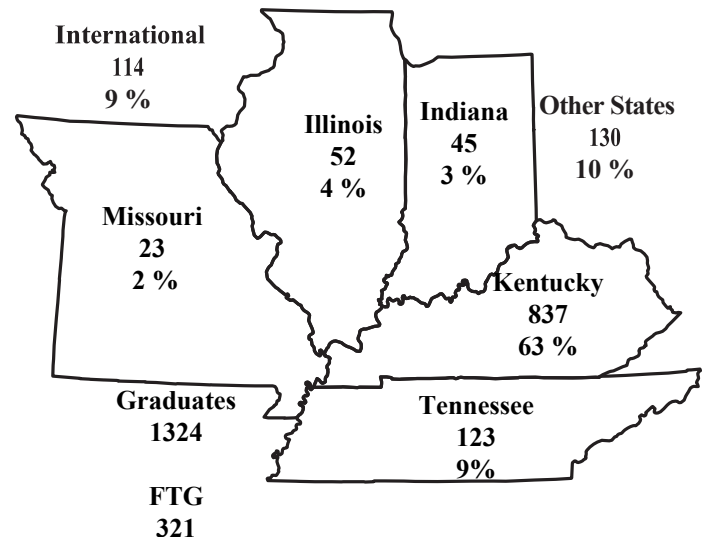 International
114
9 %
Illinois
52
4 %
Indiana
45
3 %
Other States
130
10 %
Missouri
23
2 %
Kentucky
837
63 %
Graduates
1324
Tennessee
123
9%
FTG
321